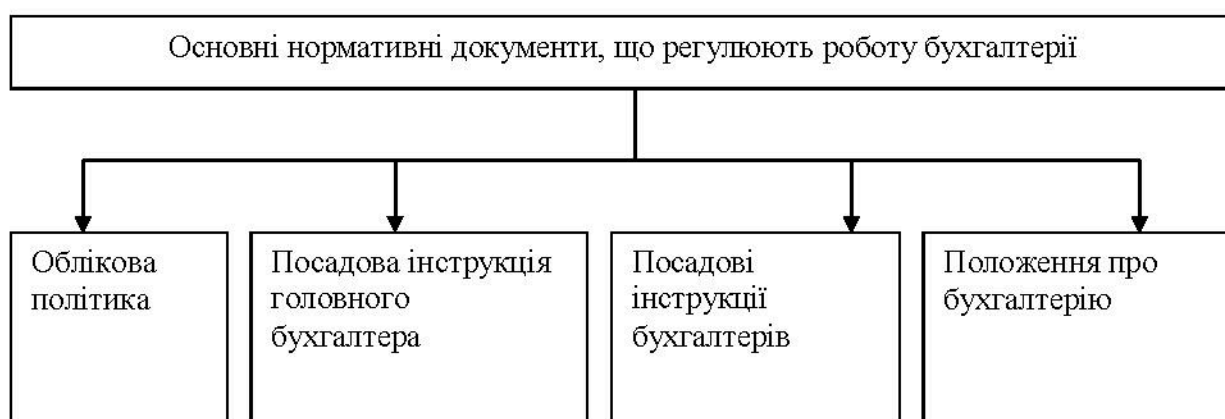 Основні нормативні документи, що регулюють роботу бухгалтерії
Облікова
політика
Посадова інструкція
головного
бухгалтера
Посадові
інструкції
бухгалтерів
Положення про
бухгалтерію